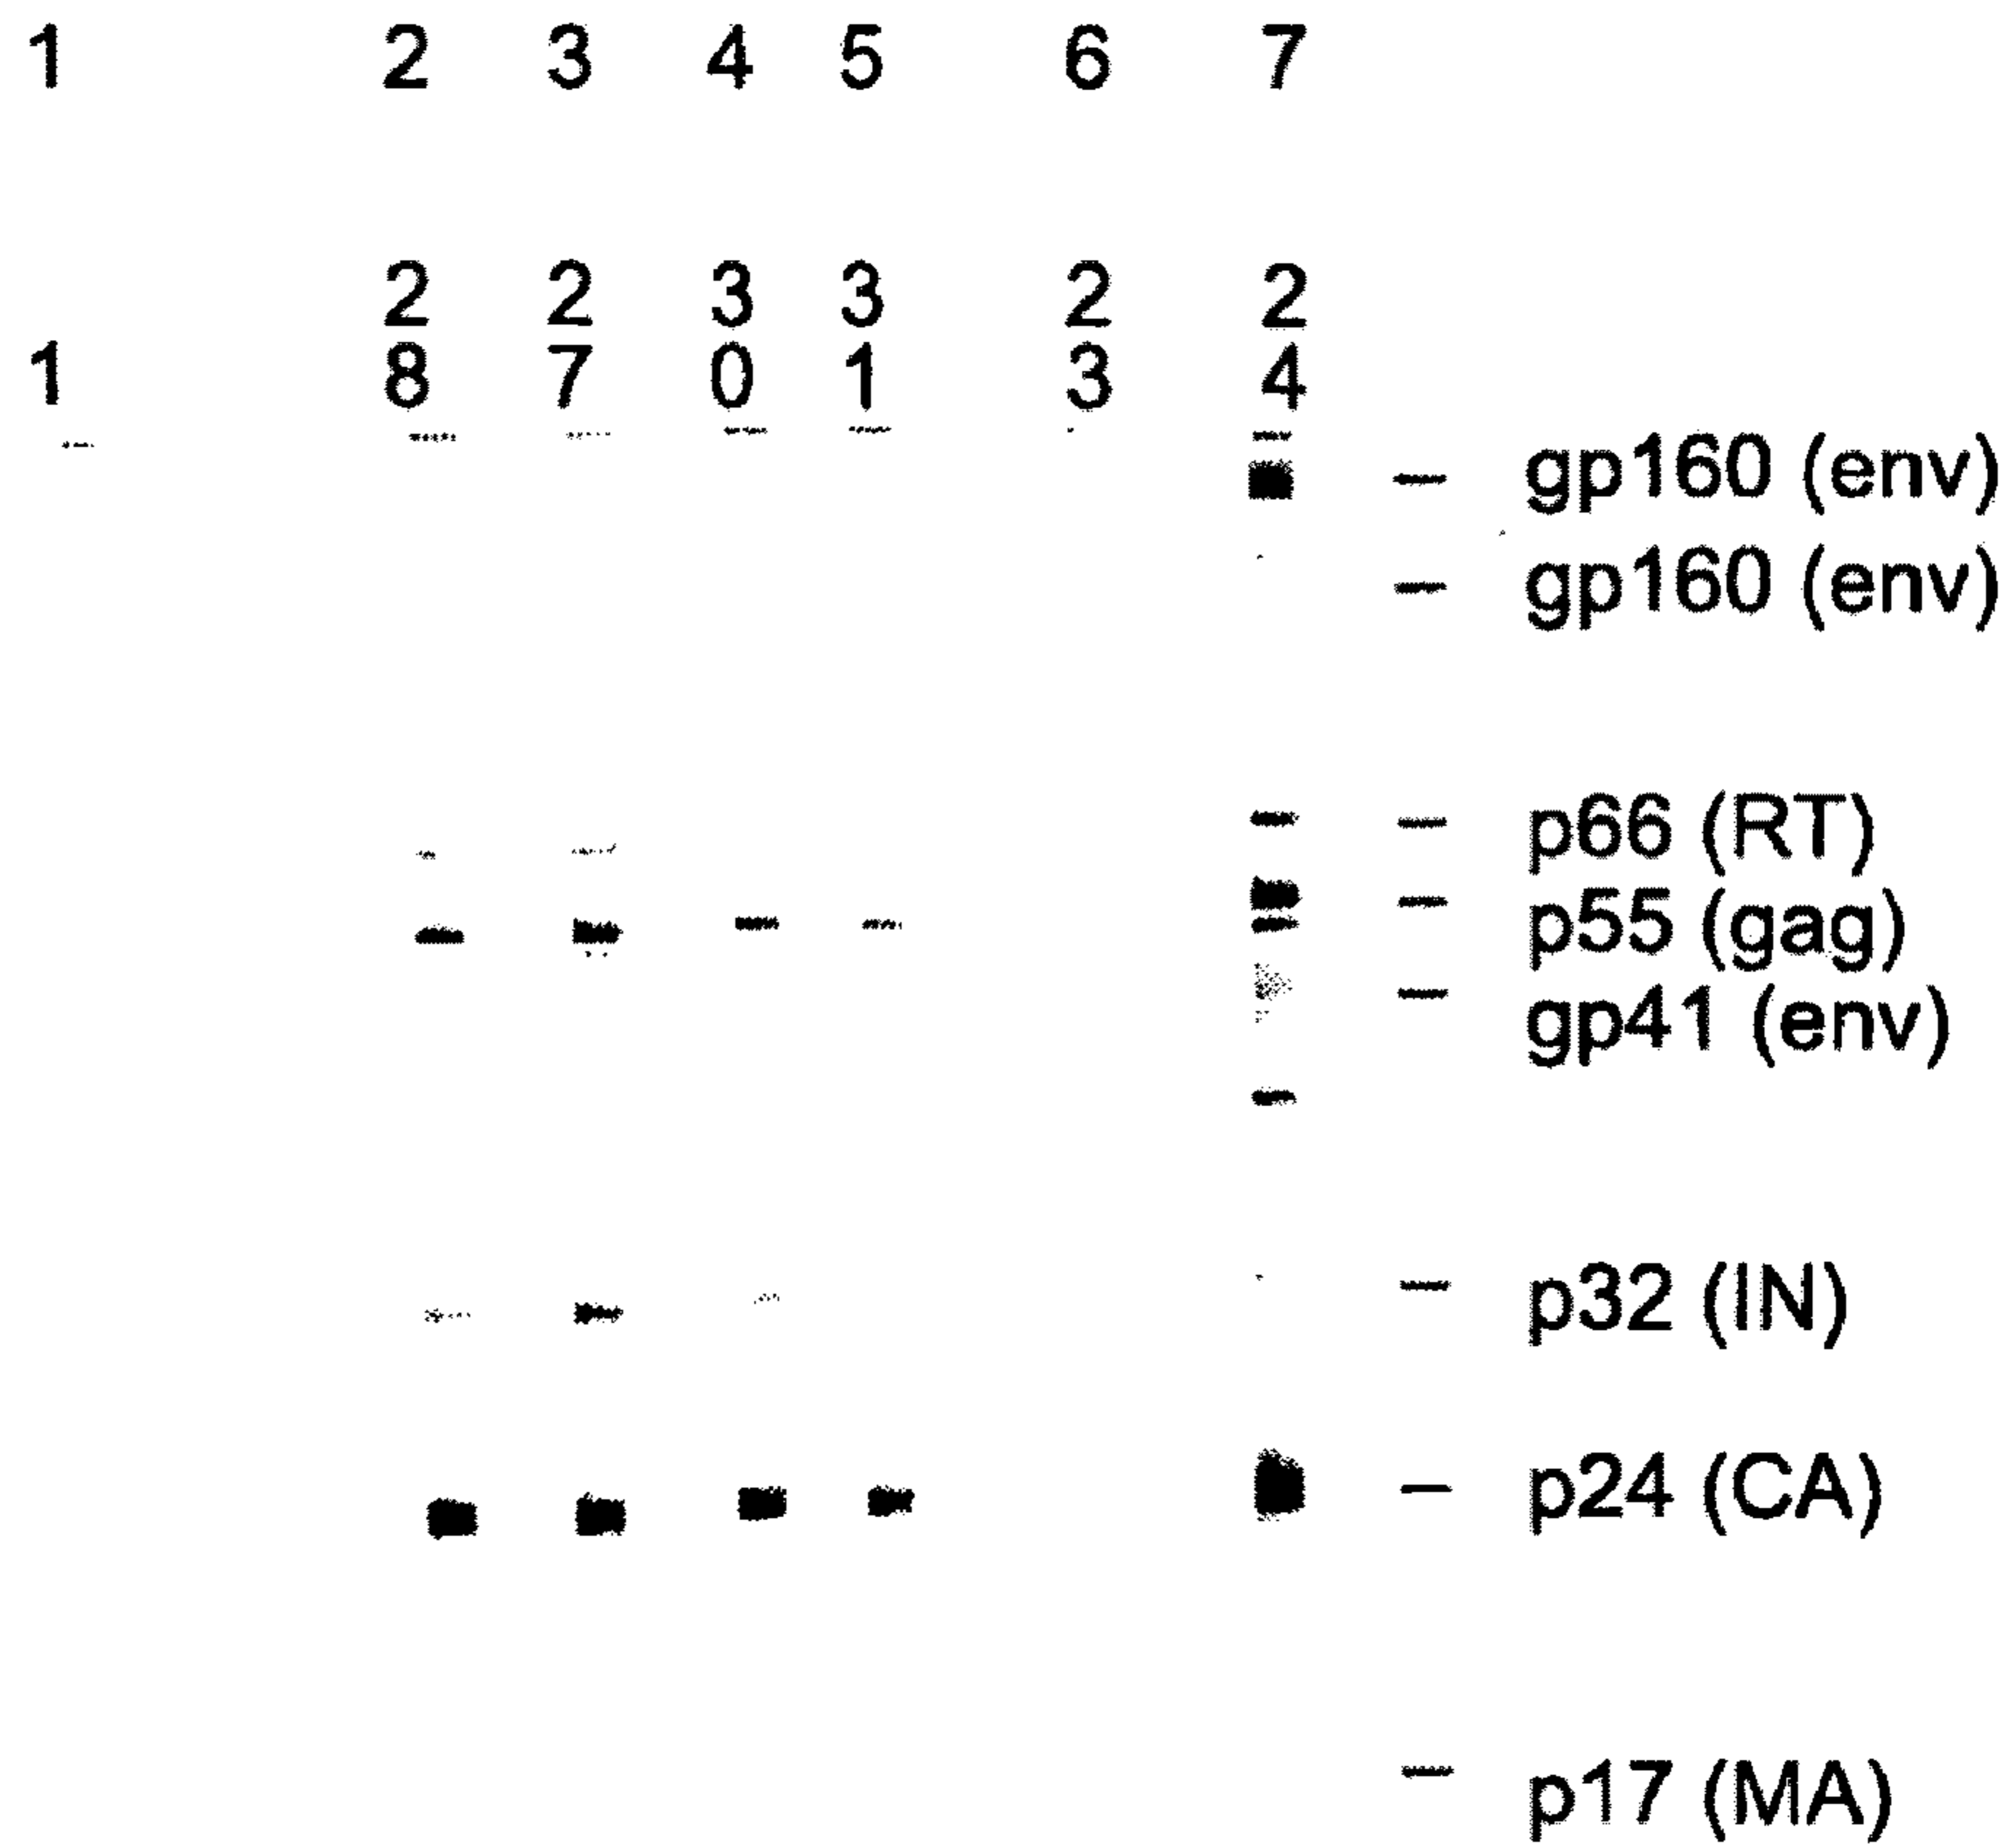 1 2 3 4 5 6 7
2 2 3 3 2 2
1 8 7 0 1 3 4
gp160 (env)
gp160 (env)
p66 (RT)
p55 (gag)
gp41 (env)
p32 (IN)
p24 (CA)
p17 (MA)